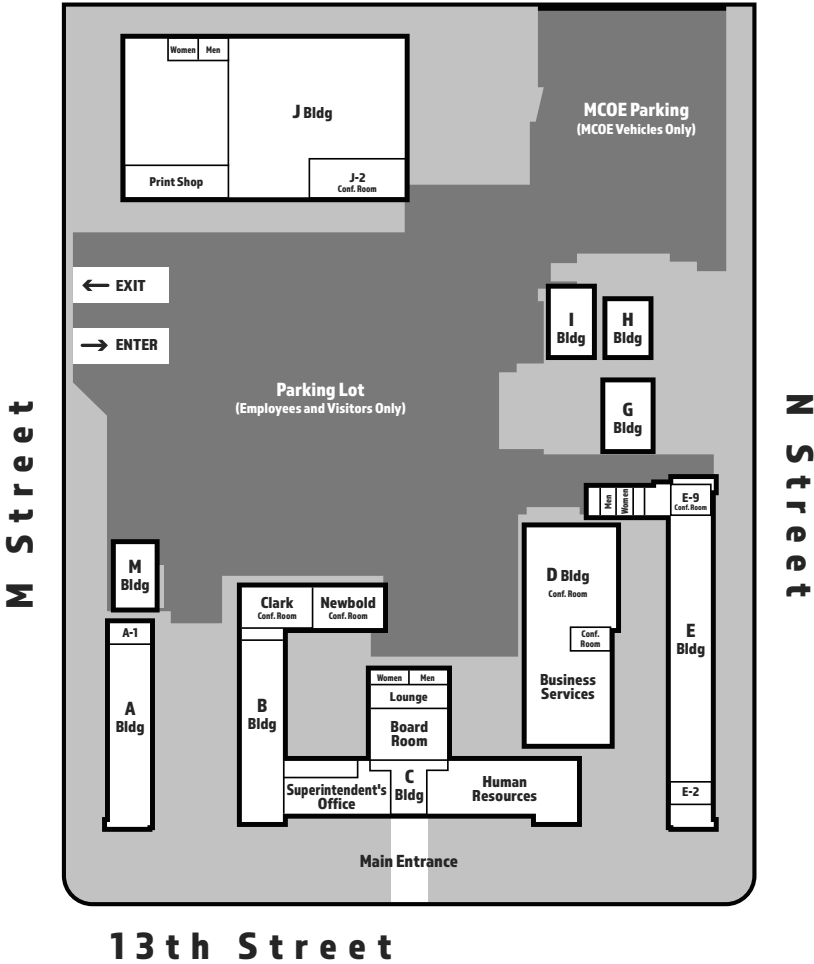 Women Men
J Bldg
MCOE Parking
(MCOE Vehicles Only)
Print Shop
J-2
Conf. Room
← EXIT
→ ENTER
I
Bldg
H
Bldg
Parking Lot
(Employees and Visitors Only)
G
Bldg
M Street
N Street
Men
Women
E-9
Conf. Room
M
Bldg
D Bldg
Conf. Room
Clark
Conf. Room
Newbold
Conf. Room
A-1
E
Bldg
Conf.
Room
Women Men
Lounge
Business
Services
A
Bldg
B
Bldg
Board
Room
C
Bldg
Superintendent's
Office
Human
Resources
E-2
Main Entrance
13th Street